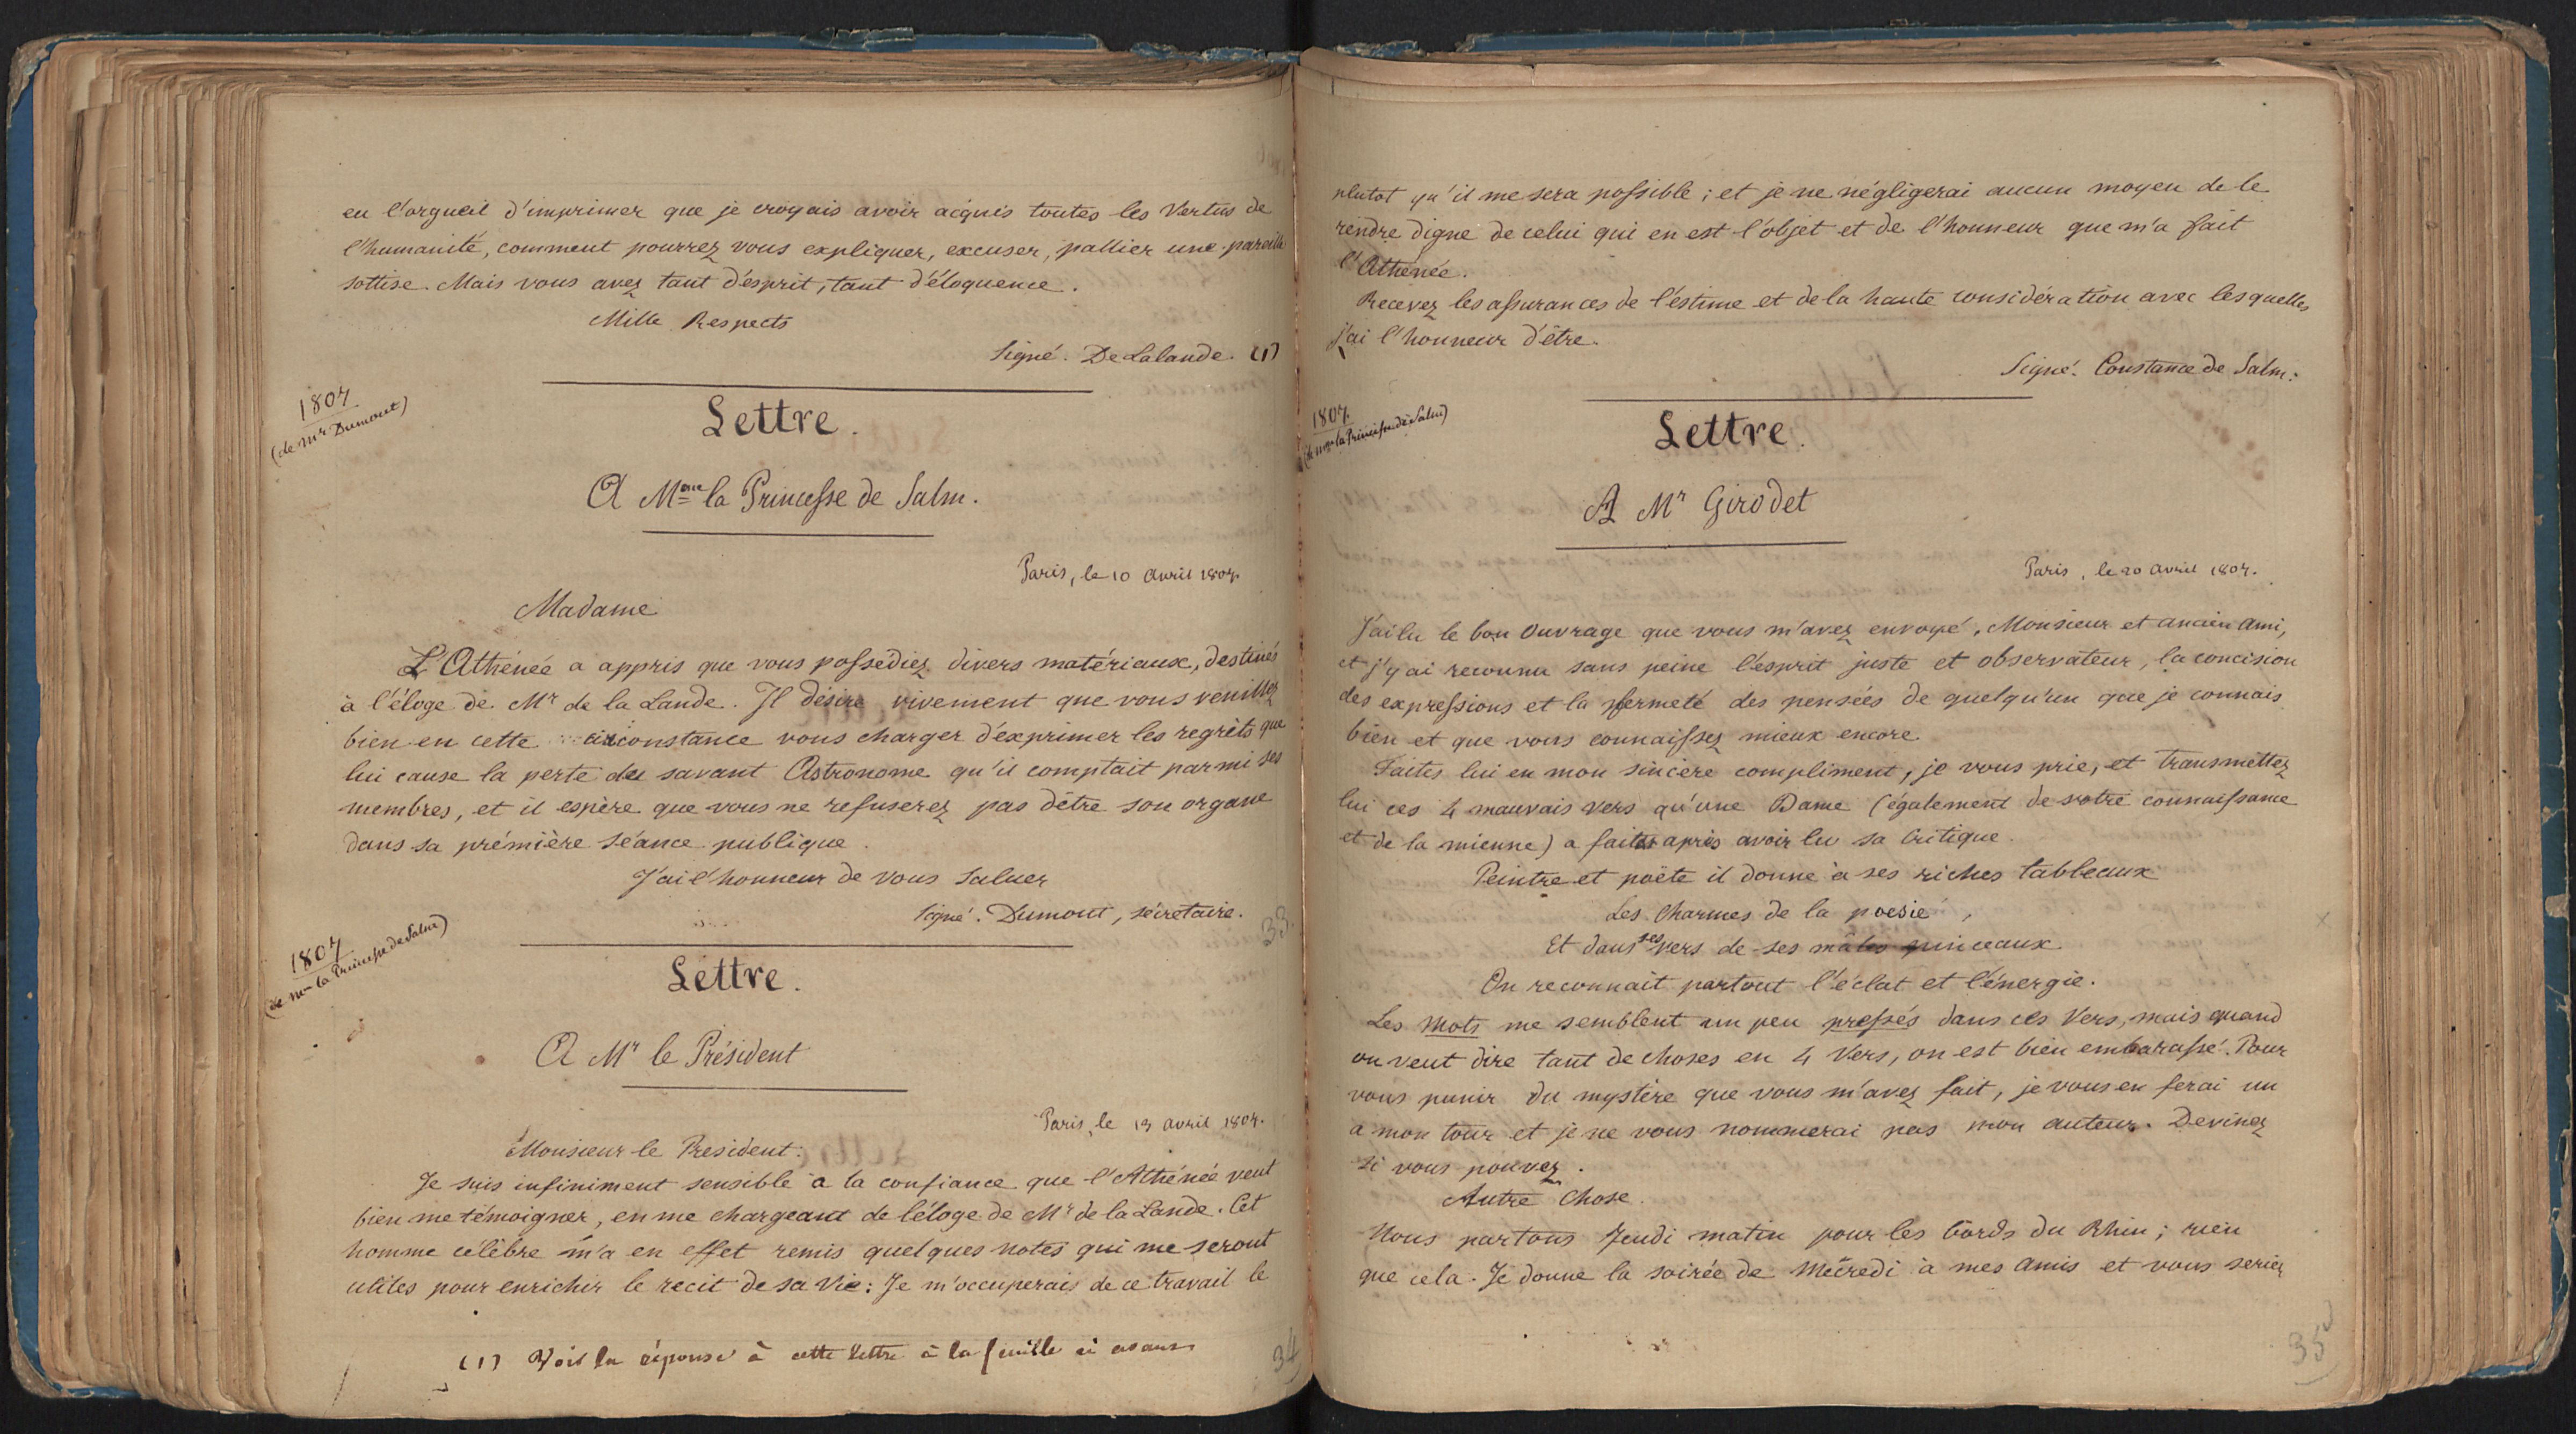 eu l'orgueil d'imprimer que je croyais avoir acquis toutes les Vertus de
l'humanité, comment pourrez vous expliquer, excuser, pallier une pareille
sottise. Mais vous avez tant d'ésprit, tant d'éloquence.
Mille Respects
Signé. De Lalande. (1)
1807
(de Mr Dumont)
Lettre.
A Mme la Princesse de Salm.
Paris, le 10 avril 1807.
Madame
L'Athénée a appris que vous possédiez divers matériaux, destinés
à l'éloge de Mr de la Lande. Il désire vivement que vous veuillez
bien en cette circonstance vous charger d'éxprimer les regrèts que
lui cause la perte du savant Astronome qu'il comptait parmi ses
membres, et il espère que vous ne refuserez pas d'être son organe
dans sa prémière séance publique.
J'ai l'honneur de vous Saluer
Signé. Dumont, sécretaire.
33.
1807
(de Mme la Princesse de Salm)
Lettre.
A Mr le Président
Paris, le 13 avril 1807.
Monsieur le Président.
Je suis infiniment sensible à la confiance que l'Athénée veut
bien me témoigner, en me chargeant de l'éloge de Mr de la Lande. Cet
homme célèbre m'a en effet remis quelques notes qui me seront
utiles pour enrichir le recit de sa Vie: Je m'occuperais de ce travail le
(1) Voir la réponse à cette lettre à la feuille ci
34
plutot qu'il me sera possible; et je ne négligerai aucun moyen de le
rendre digne de celui qui en est l'objet et de l'honneur que m'a fait
l'Athénée.
Recevez les assurances de l'éstime et de la haute considération avec lesquelles
j'ai l'honneur d'être.
Signé. Constance de Salm.
1807.
(de Mme la Princesse de Salm)
Lettre.
A Mr Girodet
Paris, le 20 avril 1807.
J'ai lu le bon Ouvrage que vous m'avez envoyé, Monsieur et ancien ami,
et j'y ai reconnu sans peine l'esprit juste et observateur, la concision
des expressions et la fermeté des pensées de quelqu'un que je connais
bien et que vous connaissez mieux encore.
Faites lui en mon sincère compliment, je vous prie, et transmettez
lui ces 4 mauvais vers qu'une Dame (également de votre connaissance
et de la mienne) a faits après avoir lu sa Critique.
Peintre et poëte il donne à ses riches tableaux
Les Charmes de la poesie,
Et dans ses vers de ses mâles pinceaux
On reconnait partout l'éclat et l'énergie.
Les Mots me semblent un peu pressés dans ces Vers, mais quand
on veut dire tant de choses en 4 Vers, on est bien embarassé. Pour
vous punir du mystère que vous m'avez fait, je vous en ferai un
a mon tour et je ne vous nommerai pas mon auteur. Devinez
si vous pouvez.
Autre Chose.
Nous partons Jeudi matin pour les bords du Rhin; rien
que cela. Je donne la soirée de Mécredi à mes amis et vous seriez
35